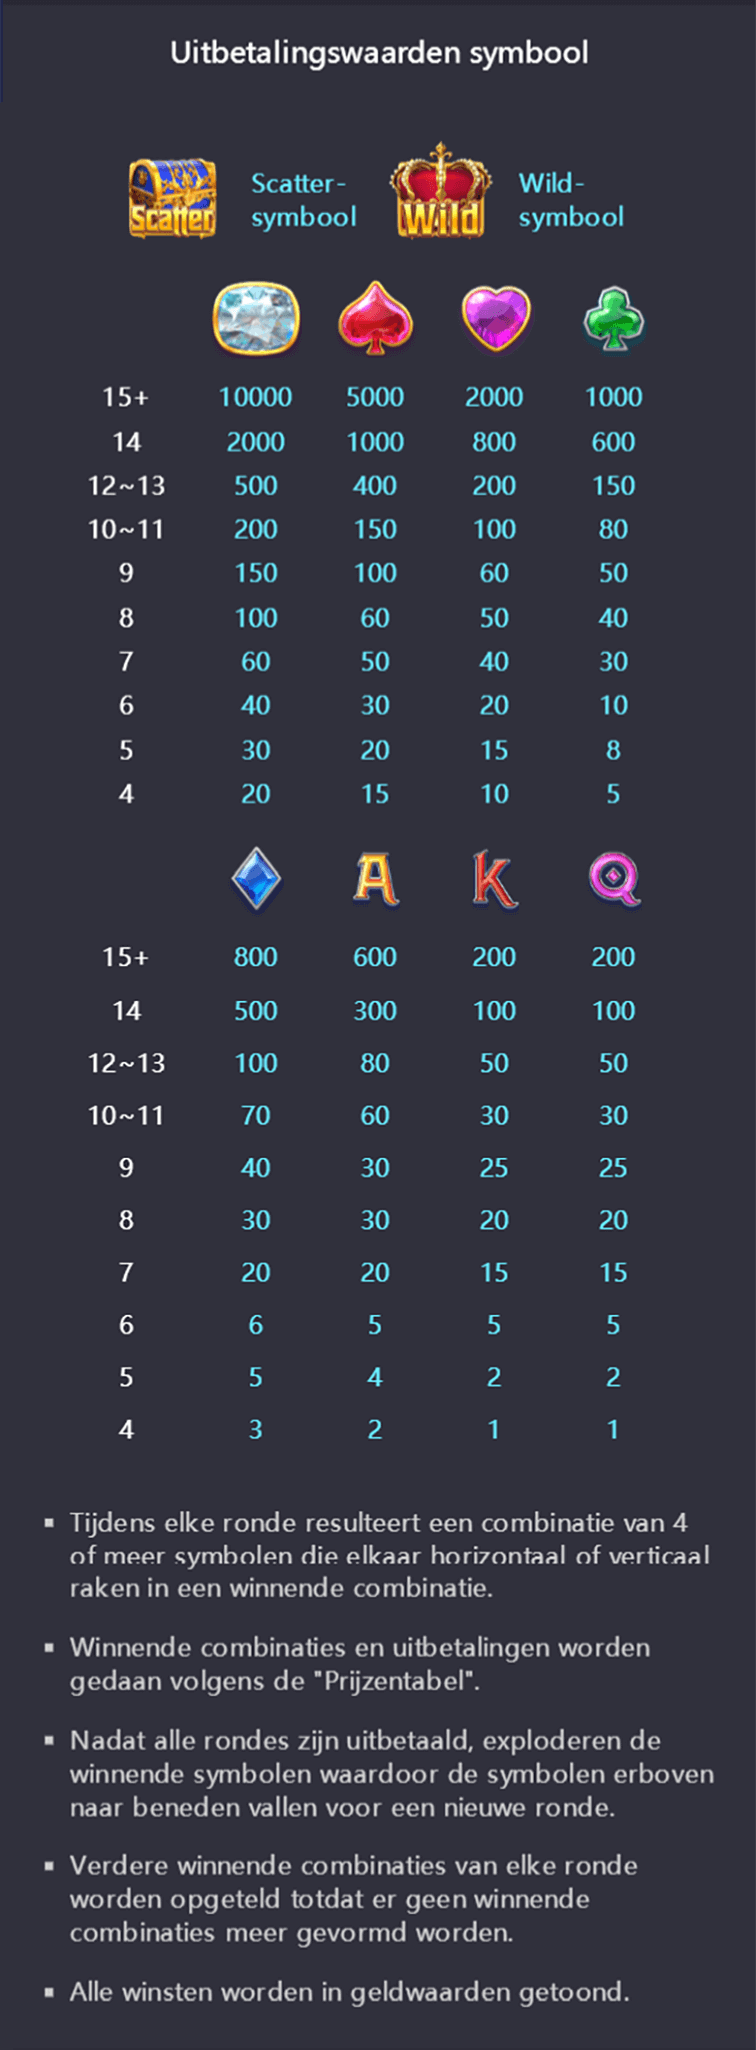 Uitbetalingswaarden symbool
Scatter Scatter- Wild Wild-
symbool symbool
15+ 10000 5000 2000 1000
14 2000 1000 800 600
12~13 500 400 200 150
10~11 200 150 100 80
9 150 100 60 50
8 100 60 50 40
7 60 50 40 30
6 40 30 20 10
5 30 20 15 8
4 20 15 10 5
A K Q
15+ 800 600 200 200
14 500 300 100 100
12~13 100 80 50 50
10~11 70 60 30 30
9 40 30 25 25
8 30 30 20 20
7 20 20 15 15
6 6 5 5 5
5 5 4 2 2
4 3 2 1 1
▪ Tijdens elke ronde resulteert een combinatie van 4
of meer symbolen die elkaar horizontaal of verticaal
raken in een winnende combinatie.
▪ Winnende combinaties en uitbetalingen worden
gedaan volgens de "Prijzentabel".
▪ Nadat alle rondes zijn uitbetaald, exploderen de
winnende symbolen waardoor de symbolen erboven
naar beneden vallen voor een nieuwe ronde.
▪ Verdere winnende combinaties van elke ronde
worden opgeteld totdat er geen winnende
combinaties meer gevormd worden.
▪ Alle winsten worden in geldwaarden getoond.